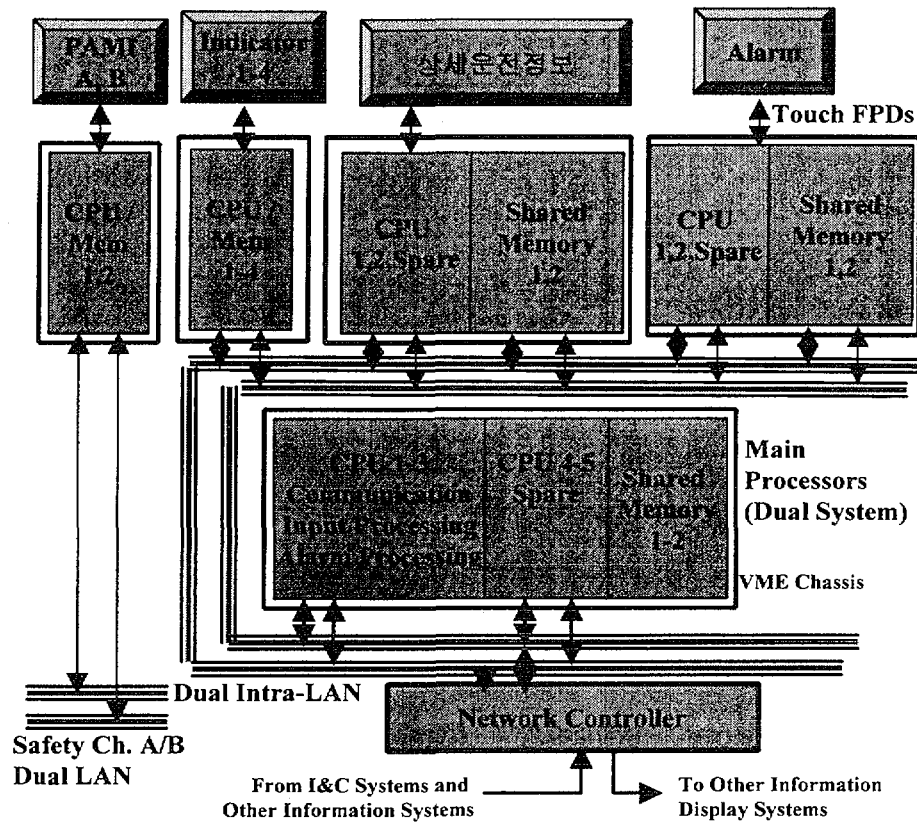 PAMI
A, B
Indicator
1-4
상세운전정보
Alarm
Touch FPDs
CPU /
Mem
1,2
CPU /
Mem
1-4
CPU
1,2,Spare
Shared
Memory
1,2
CPU
1,2,Spare
Shared
Memory
1,2
CPU 1-3
Communication
Input Processing
Alarm Processing
CPU 4-5
Spare
Shared
Memory
1-2
Main
Processors
(Dual System)
VME Chassis
Dual Intra-LAN
Network Controller
Safety Ch. A/B
Dual LAN
From I&C Systems and
Other Information Systems
To Other Information
Display Systems